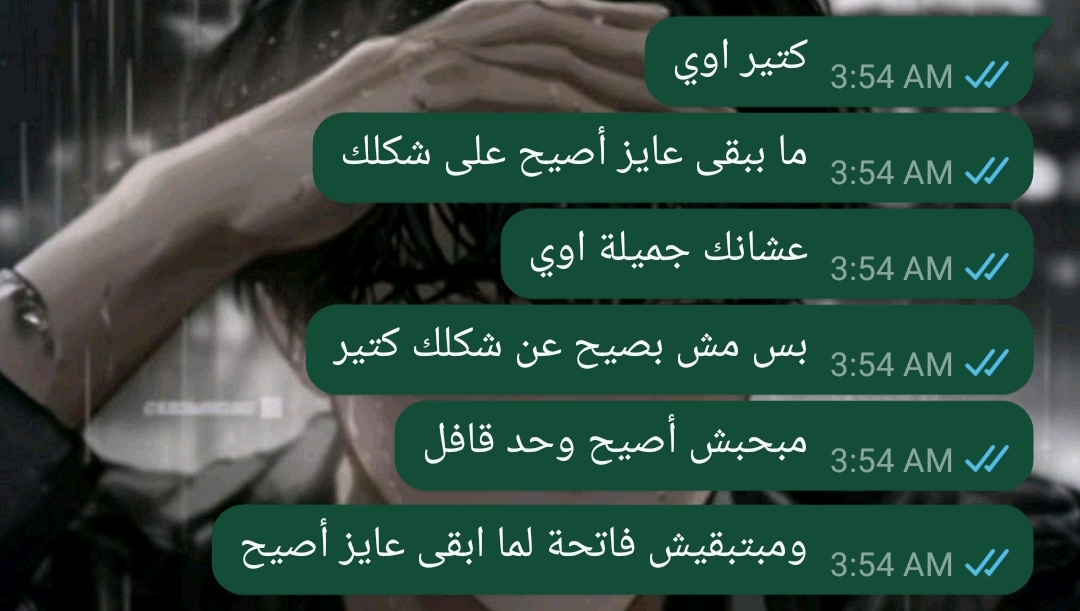 كتير اوي 3:54 AM
ما ببقى عايز أصيح على شكلك 3:54 AM
عشانك جميلة اوي 3:54 AM
بس مش بصيح عن شكلك كتير 3:54 AM
مبحبش أصيح وحد قافل 3:54 AM
ومبتبقيش فاتحة لما ابقى عايز أصيح 3:54 AM